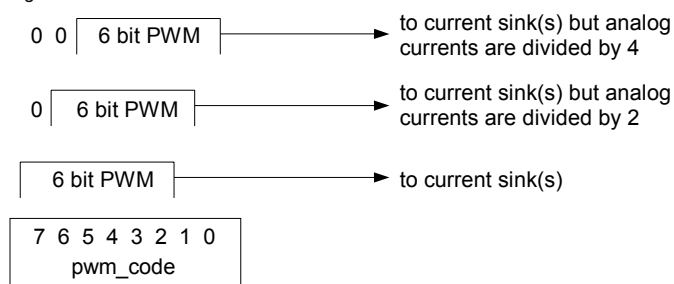 0 0 6 bit PWM
to current sink(s) but analog
currents are divided by 4
0 6 bit PWM
to current sink(s) but analog
currents are divided by 2
6 bit PWM
to current sink(s)
7 6 5 4 3 2 1 0
pwm_code